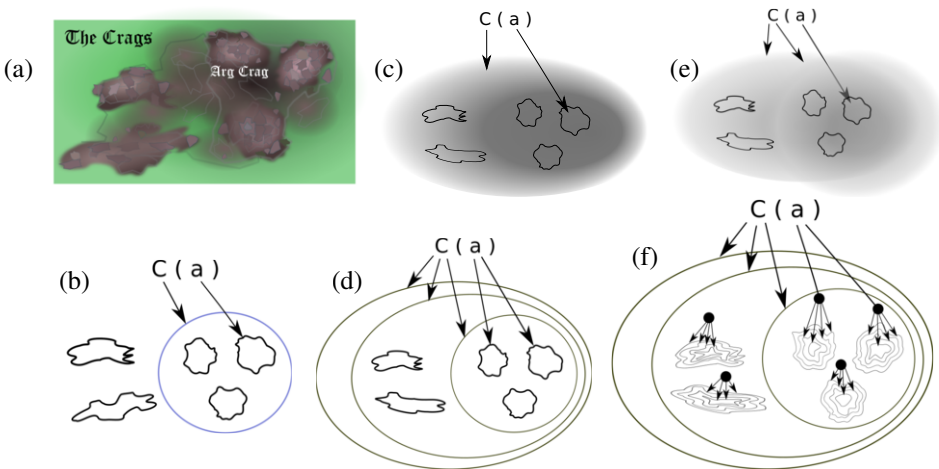 (a)
The Crags
Arg Crag
(b)
C ( a )
(c)
C ( a )
(d)
C ( a )
(e)
C ( a )
(f)
C ( a )